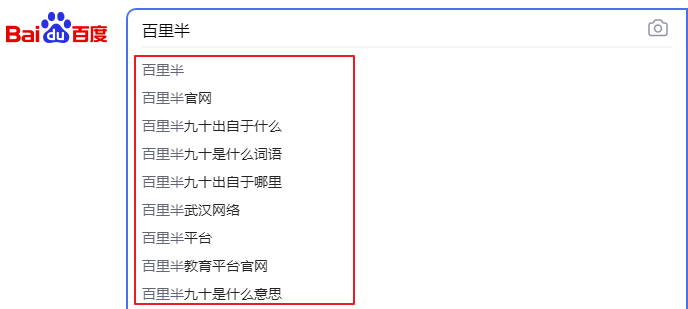 Bai du 百度
百里半
百里半
百里半官网
百里半九十出自于什么
百里半九十是什么词语
百里半九十出自于哪里
百里半武汉网络
百里半平台
百里半教育平台官网
百里半九十是什么意思